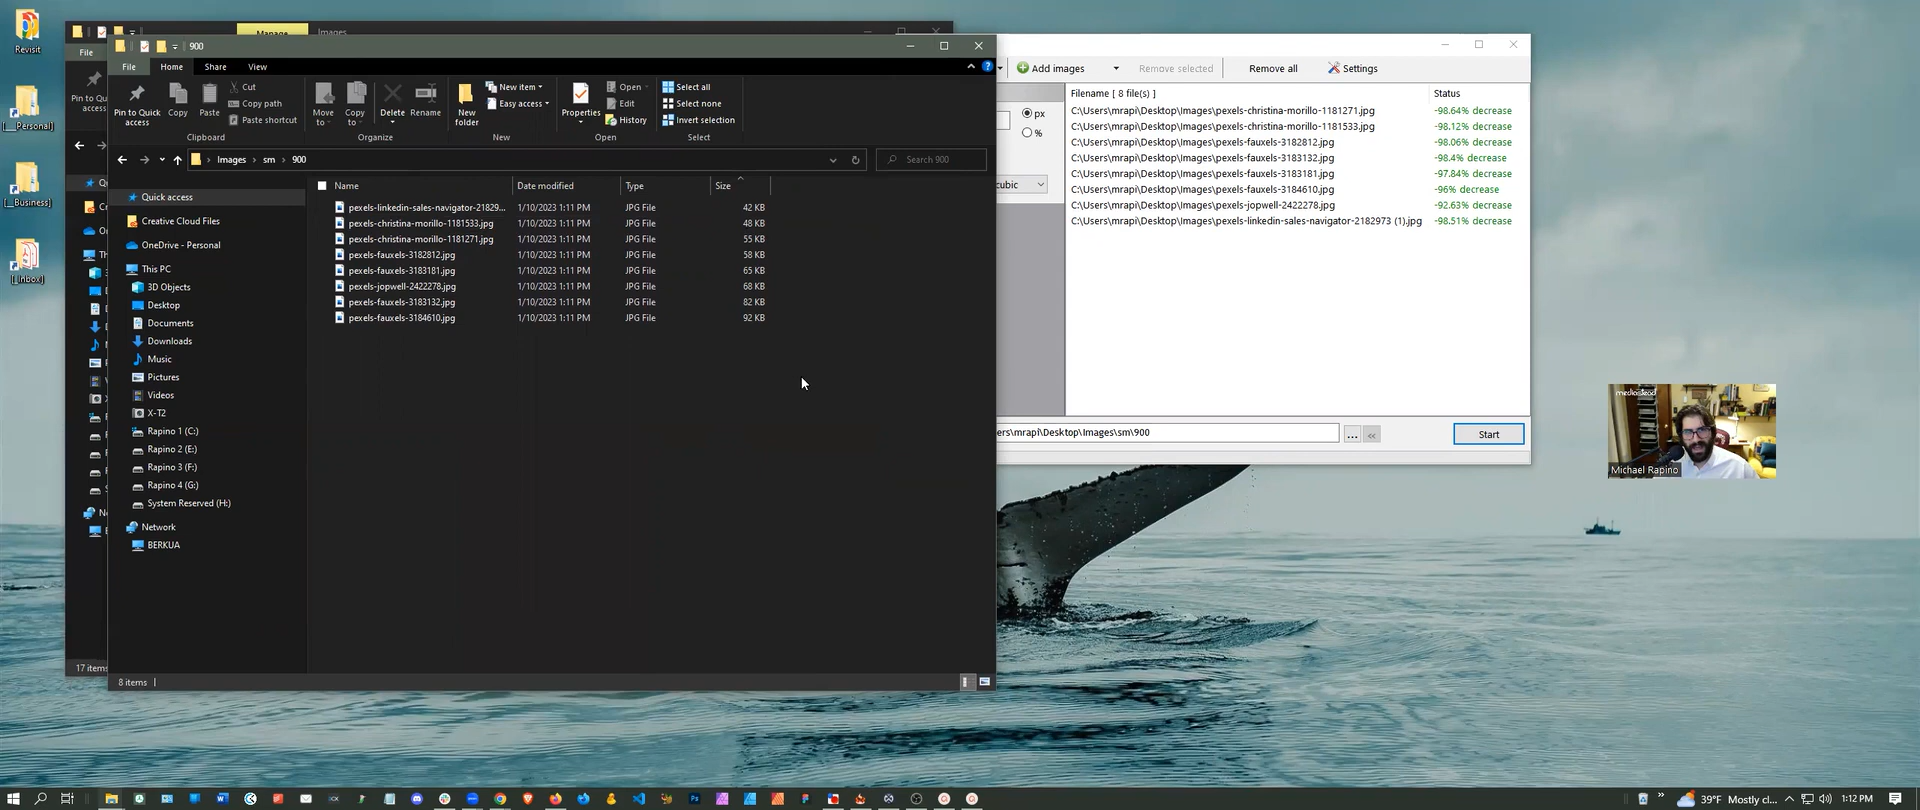 Revisit
[__Personal]
[__Business]
[_Inbox]
File
Manage
Images
Pin to Qu
access
17 items
900
File
Home
Share
View
Pin to Quick
access
Copy
Paste
Cut
Copy path
Paste shortcut
Clipboard
Move
to
Copy
to
Delete
Rename
Organize
New
folder
New item
Easy access
New
Properties
Open
Edit
History
Open
Select all
Select none
Invert selection
Select
Images > sm > 900
Search 900
Quick access
Creative Cloud Files
OneDrive - Personal
This PC
3D Objects
Desktop
Documents
Downloads
Music
Pictures
Videos
X-T2
Rapino 1 (C:)
Rapino 2 (E:)
Rapino 3 (F:)
Rapino 4 (G:)
System Reserved (H:)
Network
BERKUA
Name Date modified Type Size
pexels-linkedin-sales-navigator-21829... 1/10/2023 1:11 PM JPG File 42 KB
pexels-christina-morillo-1181533.jpg 1/10/2023 1:11 PM JPG File 48 KB
pexels-christina-morillo-1181271.jpg 1/10/2023 1:11 PM JPG File 55 KB
pexels-fauxels-3182812.jpg 1/10/2023 1:11 PM JPG File 58 KB
pexels-fauxels-3183181.jpg 1/10/2023 1:11 PM JPG File 65 KB
pexels-jopwell-2422278.jpg 1/10/2023 1:11 PM JPG File 68 KB
pexels-fauxels-3183132.jpg 1/10/2023 1:11 PM JPG File 82 KB
pexels-fauxels-3184610.jpg 1/10/2023 1:11 PM JPG File 92 KB
8 items
Add images
Remove selected
Remove all
Settings
px
%
cubic
Filename [ 8 file(s) ] Status
C:\Users\mrapi\Desktop\Images\pexels-christina-morillo-1181271.jpg -98.64% decrease
C:\Users\mrapi\Desktop\Images\pexels-christina-morillo-1181533.jpg -98.12% decrease
C:\Users\mrapi\Desktop\Images\pexels-fauxels-3182812.jpg -98.06% decrease
C:\Users\mrapi\Desktop\Images\pexels-fauxels-3183132.jpg -98.4% decrease
C:\Users\mrapi\Desktop\Images\pexels-fauxels-3183181.jpg -97.84% decrease
C:\Users\mrapi\Desktop\Images\pexels-fauxels-3184610.jpg -96% decrease
C:\Users\mrapi\Desktop\Images\pexels-jopwell-2422278.jpg -92.63% decrease
C:\Users\mrapi\Desktop\Images\pexels-linkedin-sales-navigator-2182973 (1).jpg -98.51% decrease
ers\mrapi\Desktop\Images\sm\900
...
Start
Michael Rapino
39°F Mostly cl...
1:12 PM